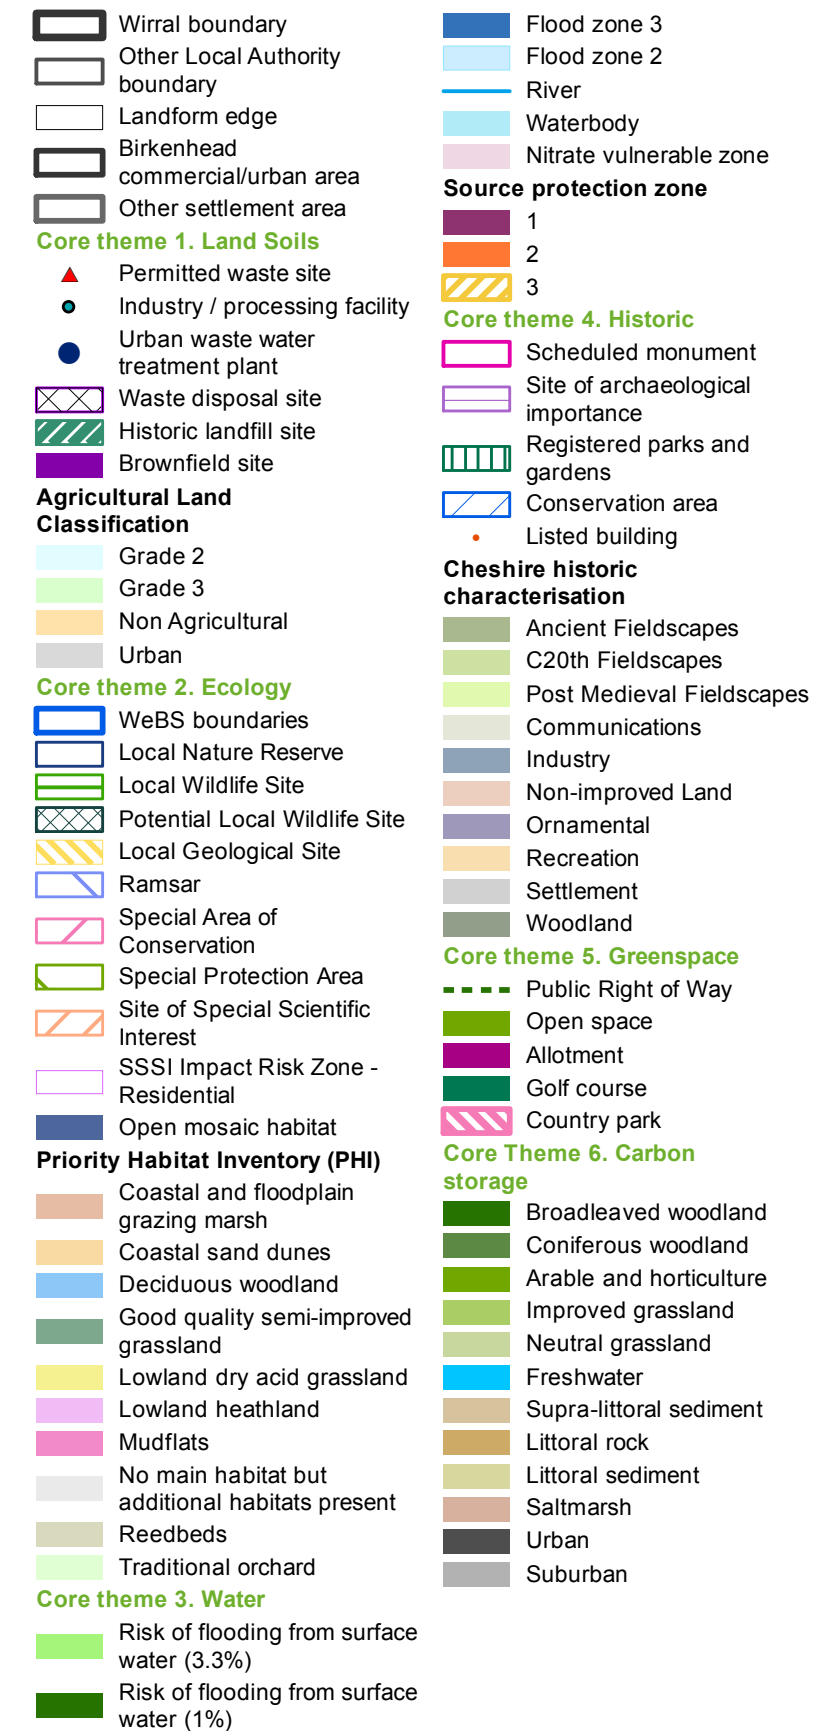 Wirral boundary
Other Local Authority
boundary
Landform edge
Birkenhead
commercial/urban area
Other settlement area
Core theme 1. Land Soils
Permitted waste site
Industry / processing facility
Urban waste water
treatment plant
Waste disposal site
Historic landfill site
Brownfield site
Agricultural Land
Classification
Grade 2
Grade 3
Non Agricultural
Urban
Core theme 2. Ecology
WeBS boundaries
Local Nature Reserve
Local Wildlife Site
Potential Local Wildlife Site
Local Geological Site
Ramsar
Special Area of
Conservation
Special Protection Area
Site of Special Scientific
Interest
SSSI Impact Risk Zone -
Residential
Open mosaic habitat
Priority Habitat Inventory (PHI)
Coastal and floodplain
grazing marsh
Coastal sand dunes
Deciduous woodland
Good quality semi-improved
grassland
Lowland dry acid grassland
Lowland heathland
Mudflats
No main habitat but
additional habitats present
Reedbeds
Traditional orchard
Core theme 3. Water
Risk of flooding from surface
water (3.3%)
Risk of flooding from surface
water (1%)
Flood zone 3
Flood zone 2
River
Waterbody
Nitrate vulnerable zone
Source protection zone
1
2
3
Core theme 4. Historic
Scheduled monument
Site of archaeological
importance
Registered parks and
gardens
Conservation area
Listed building
Cheshire historic
characterisation
Ancient Fieldscapes
C20th Fieldscapes
Post Medieval Fieldscapes
Communications
Industry
Non-improved Land
Ornamental
Recreation
Settlement
Woodland
Core theme 5. Greenspace
Public Right of Way
Open space
Allotment
Golf course
Country park
Core Theme 6. Carbon
storage
Broadleaved woodland
Coniferous woodland
Arable and horticulture
Improved grassland
Neutral grassland
Freshwater
Supra-littoral sediment
Littoral rock
Littoral sediment
Saltmarsh
Urban
Suburban